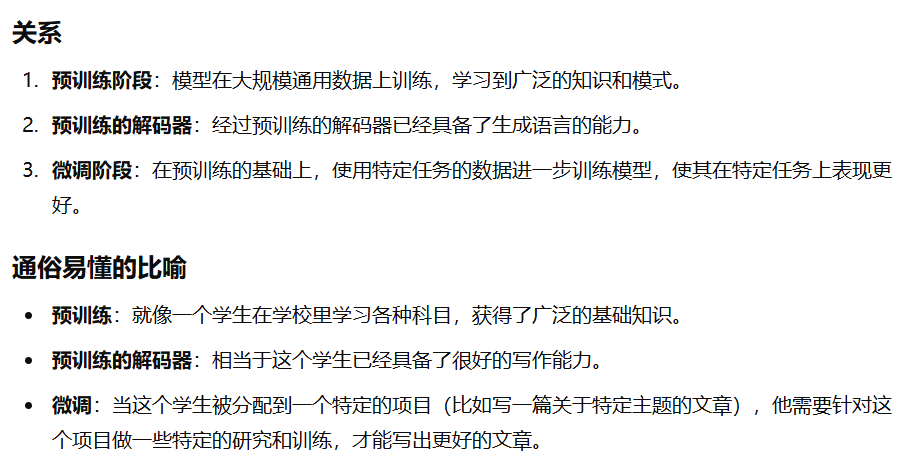 关系
1. 预训练阶段：模型在大规模通用数据上训练，学习到广泛的知识和模式。
2. 预训练的解码器：经过预训练的解码器已经具备了生成语言的能力。
3. 微调阶段：在预训练的基础上，使用特定任务的数据进一步训练模型，使其在特定任务上表现更
好。
通俗易懂的比喻
• 预训练：就像一个学生在学校里学习各种科目，获得了广泛的基础知识。
• 预训练的解码器：相当于这个学生已经具备了很好的写作能力。
• 微调：当这个学生被分配到一个特定的项目（比如写一篇关于特定主题的文章），他需要针对这
个项目做一些特定的研究和训练，才能写出更好的文章。